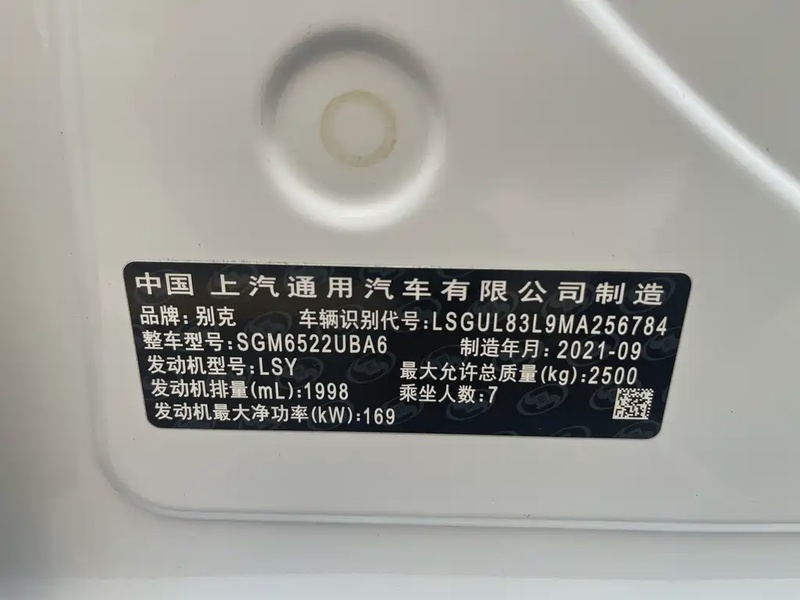 中国 上汽通用汽车有限公司制造
品牌: 别克 车辆识别代号: LSGUL83L9MA256784
整车型号: SGM6522UBA6 制造年月: 2021-09
发动机型号: LSY 最大允许总质量(kg): 2500
发动机排量(mL): 1998 乘坐人数: 7
发动机最大净功率(kW): 169